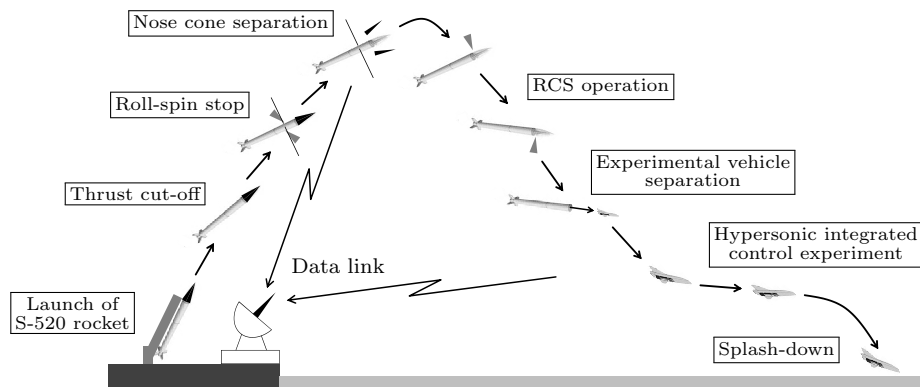 Nose cone separation
Roll-spin stop
Thrust cut-off
Launch of
S-520 rocket
Data link
RCS operation
Experimental vehicle
separation
Hypersonic integrated
control experiment
Splash-down